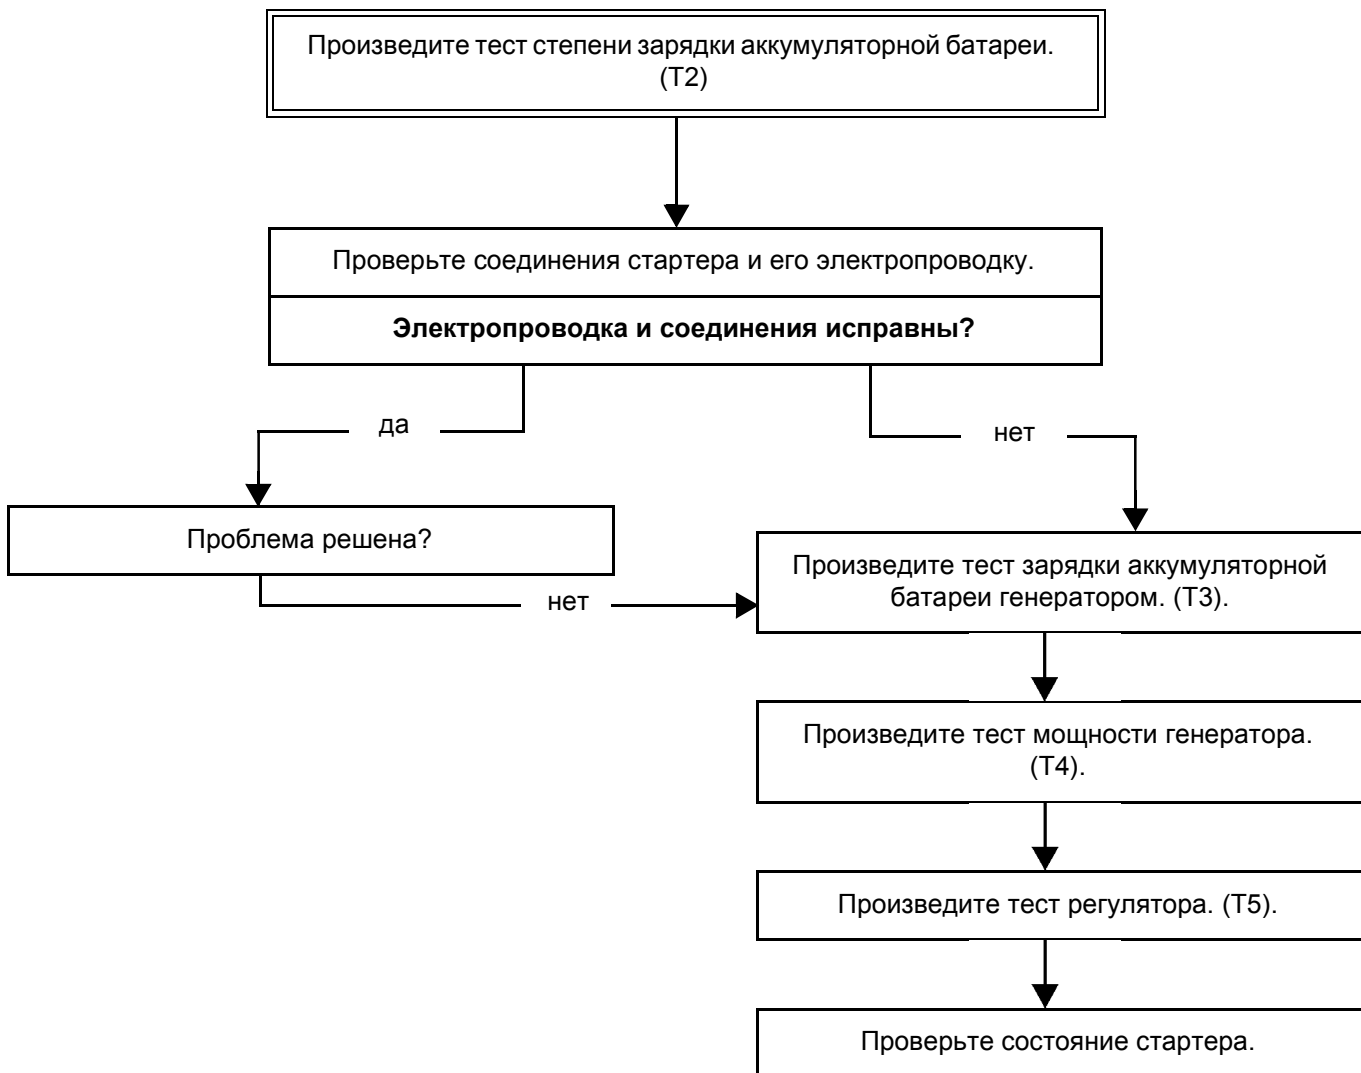 Произведите тест степени зарядки аккумуляторной батареи.
(T2)
Проверьте соединения стартера и его электропроводку.
Электропроводка и соединения исправны?
да
нет
Проблема решена?
нет
Произведите тест зарядки аккумуляторной
батареи генератором. (T3).
Произведите тест мощности генератора.
(T4).
Произведите тест регулятора. (T5).
Проверьте состояние стартера.